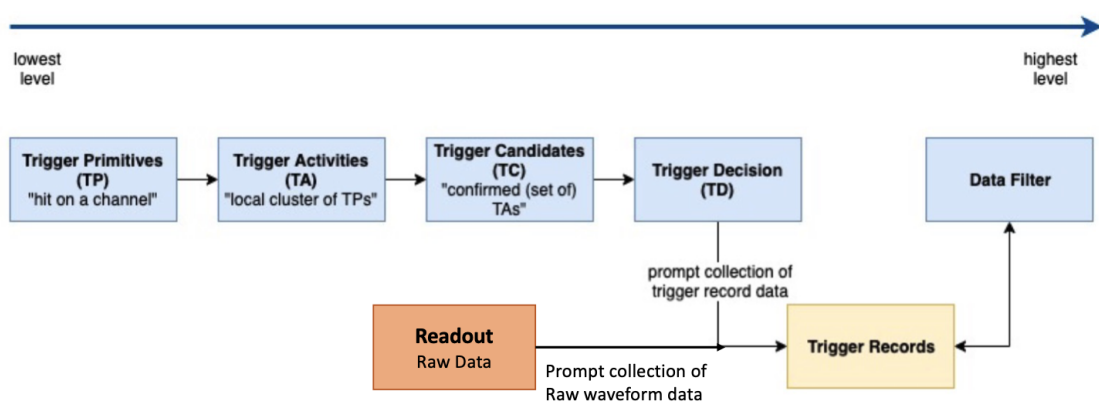 lowest
level
highest
level
Trigger Primitives
(TP)
"hit on a channel"
Trigger Activities
(TA)
"local cluster of TPs"
Trigger Candidates
(TC)
"confirmed (set of)
TAs"
Trigger Decision
(TD)
Data Filter
prompt collection of
trigger record data
Readout
Raw Data
Prompt collection of
Raw waveform data
Trigger Records